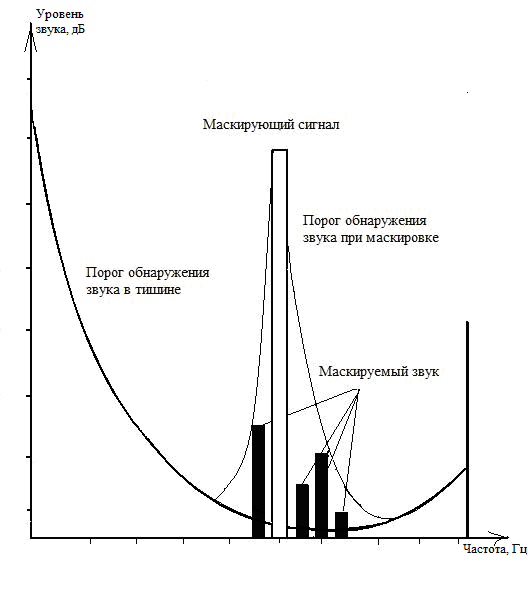 Уровень
звука, дБ
Маскирующий сигнал
Порог обнаружения
звука при маскировке
Порог обнаружения
звука в тишине
Маскируемый звук
Частота, Гц